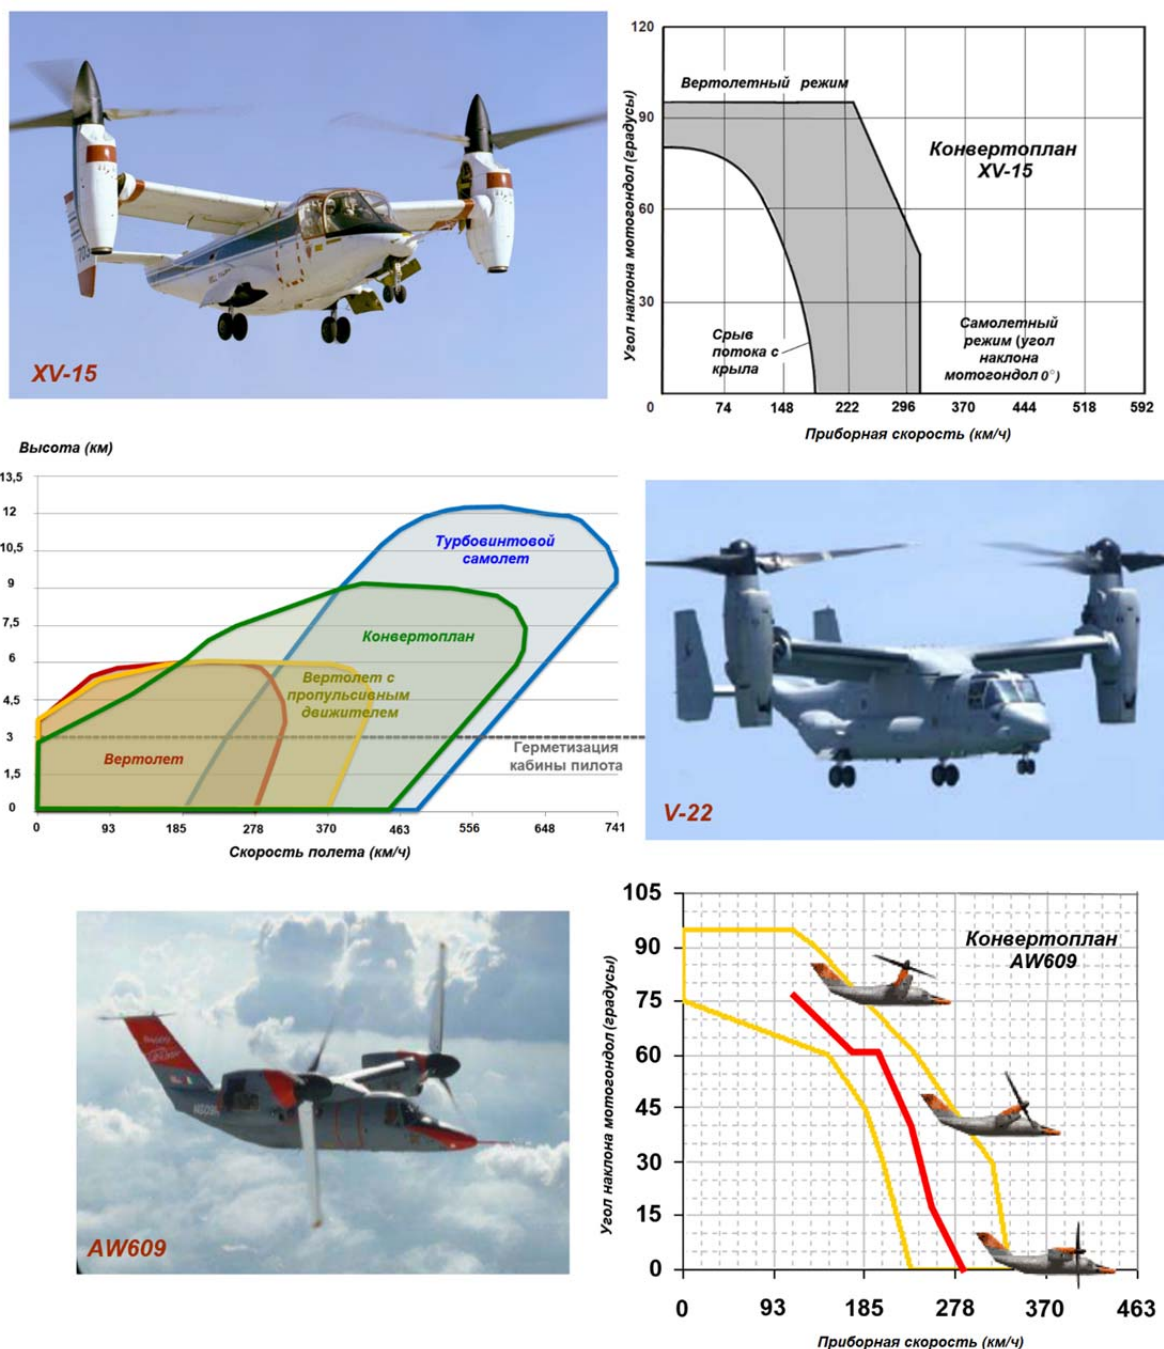 XV-15
120
90
60
30
0
Угол наклона мотогондол (градусы)
Вертолетный режим
Конвертоплан
XV-15
Срыв
потока с
крыла
Самолетный
режим (угол
наклона
мотогондол 0°)
74 148 222 296 370 444 518 592
Приборная скорость (км/ч)
Высота (км)
13,5
12
10,5
9
7,5
6
4,5
3
1,5
0
Турбовинтовой
самолет
Конвертоплан
Вертолет с
пропульсивным
движителем
Вертолет
Герметизация
кабины пилота
0 93 185 278 370 463 556 648 741
Скорость полета (км/ч)
V-22
AW609
105
90
75
60
45
30
15
0
Угол наклона мотогондол (градусы)
Конвертоплан
AW609
0 93 185 278 370 463
Приборная скорость (км/ч)